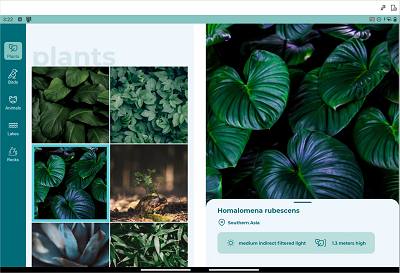 3:22
plants
Plants
Birds
Animals
Lakes
Rocks
Homalomena rubescens
Southern Asia
medium indirect filtered light
1.3 meters high